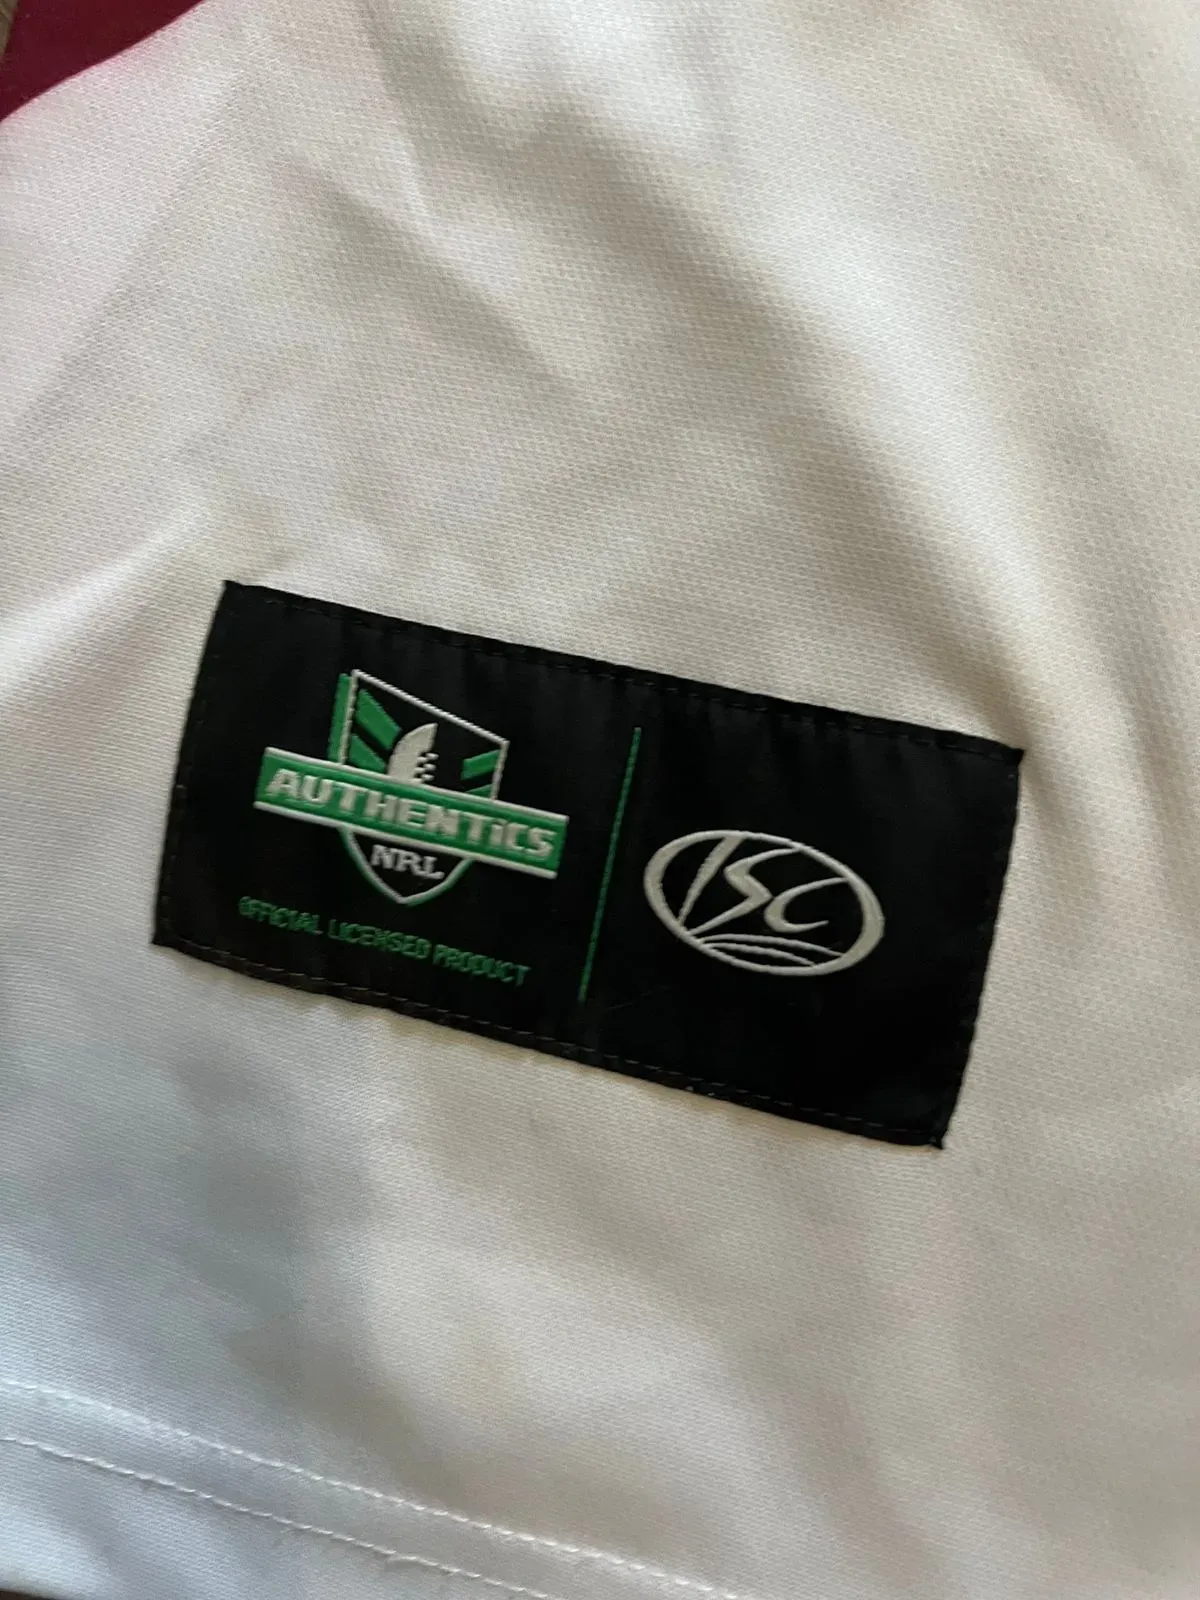 AUTHENTiCS
NRL
OFFICIAL LICENSED PRODUCT
ISC